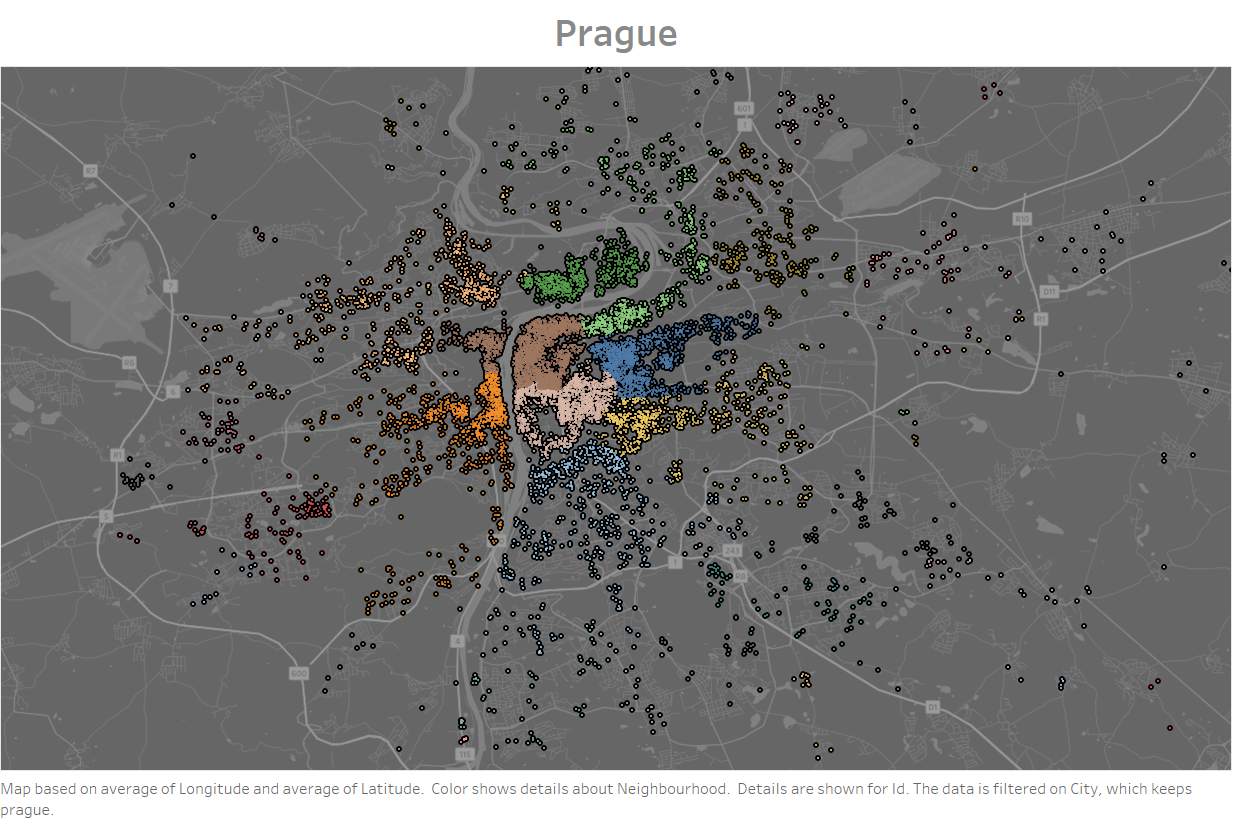 Prague
601
1
R7
R10
7
D11
R1
R6
6
R1
5
243
1
4
600
D1
115
Map based on average of Longitude and average of Latitude.  Color shows details about Neighbourhood.  Details are shown for Id. The data is filtered on City, which keeps
prague.